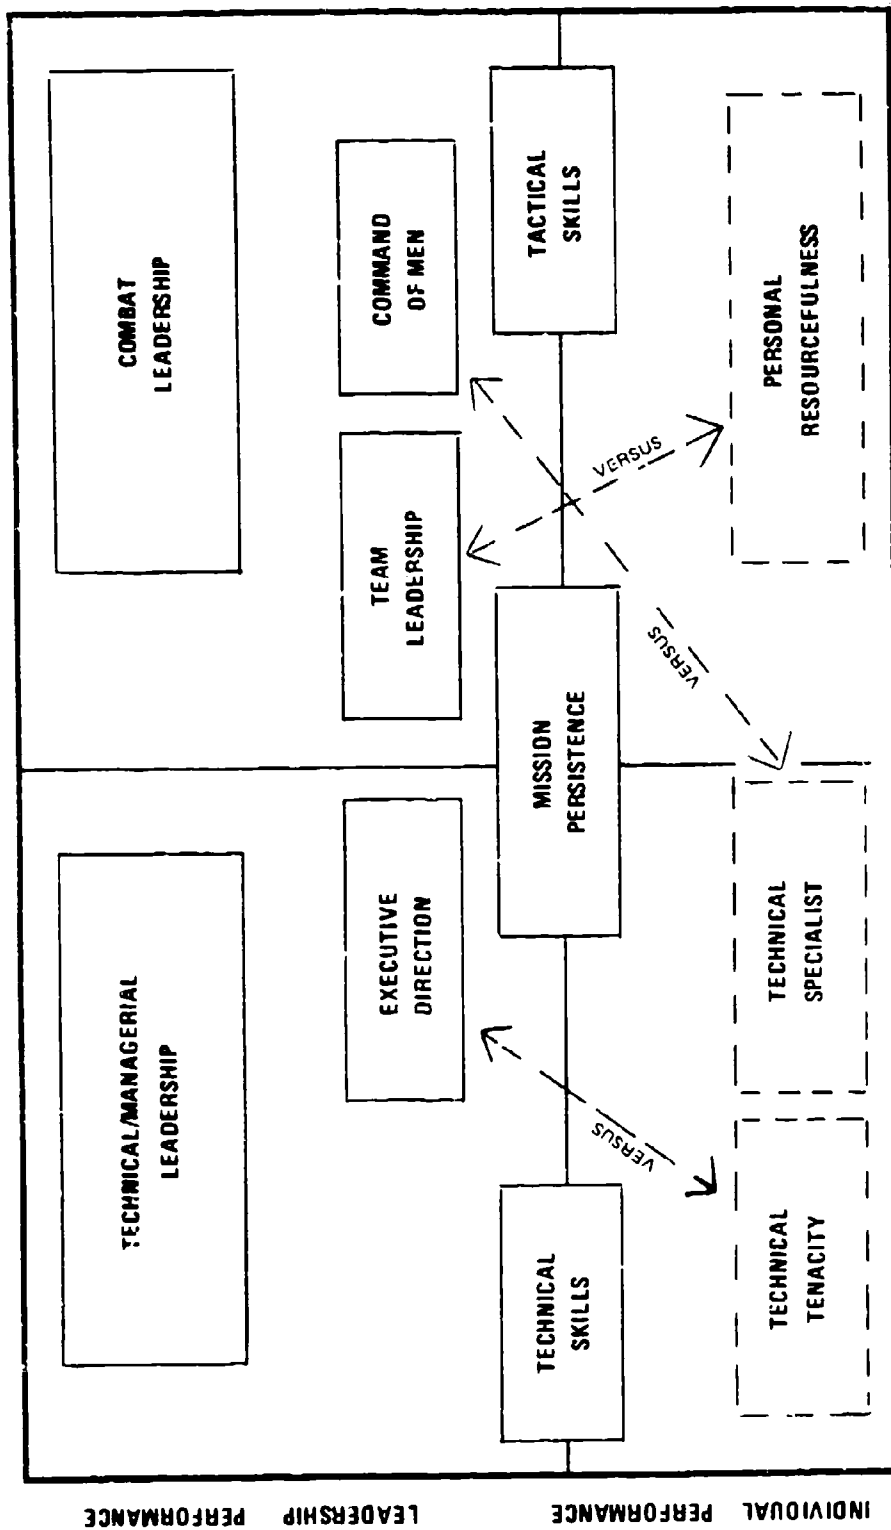 TECHNICAL/MANAGERIAL
LEADERSHIP
COMBAT
LEADERSHIP
LEADERSHIP PERFORMANCE
EXECUTIVE
DIRECTION
TEAM
LEADERSHIP
COMMAND
OF MEN
TECHNICAL
SKILLS
VERSUS
MISSION
PERSISTENCE
VERSUS
VERSUS
TACTICAL
SKILLS
INDIVIDUAL PERFORMANCE
TECHNICAL
TENACITY
TECHNICAL
SPECIALIST
PERSONAL
RESOURCEFULNESS